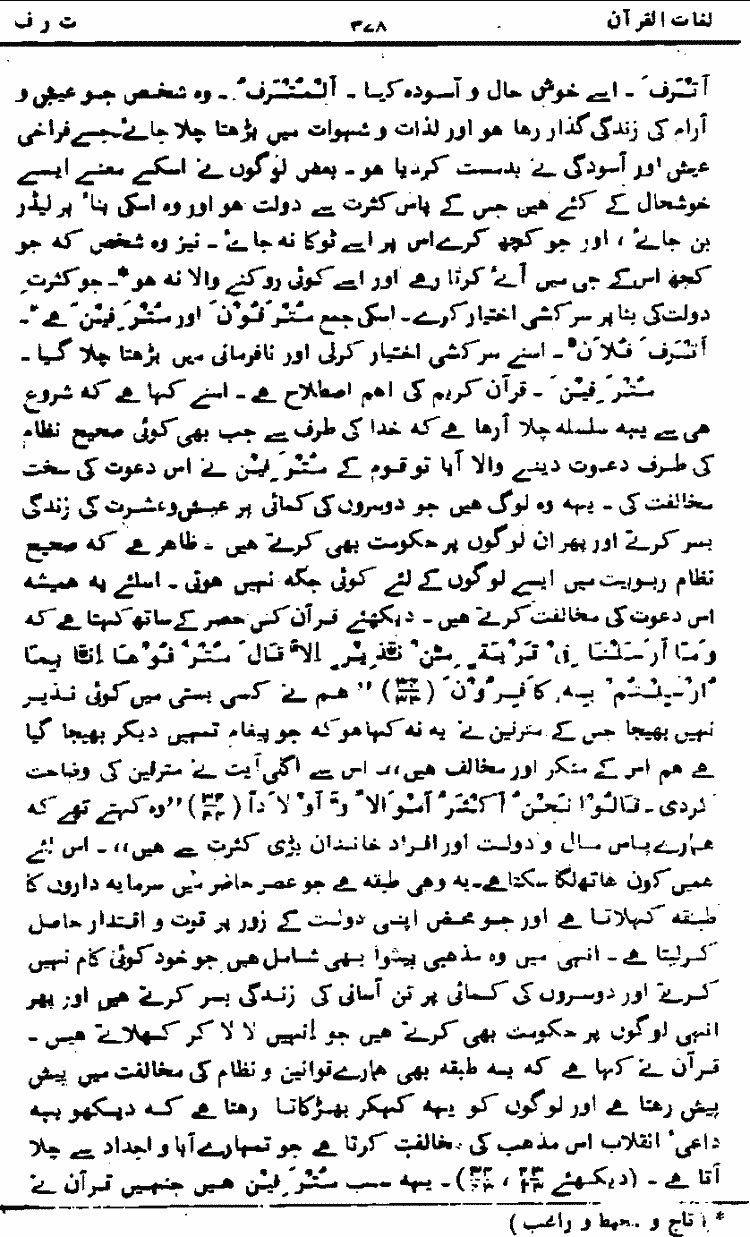 لغات القرآن ۳۷۸ ت ر ف
أَتْرَفَ ۔ اسے خوش حال و آسودہ کیا ۔ اَلْمُتْرَفُ ۔ وہ شخص جو عیش و
آرام کی زندگی گذار رہا ہو اور لذات و شہوات میں بڑھتا چلا جائے جسے فراخی
عیش اور آسودگی نے بدمست کردیا ہو ۔ بعض لوگوں نے اسکے معنے ایسے
خوشحال کے کئے ہیں جس کے پاس کثرت سے دولت ہو اور وہ اسکی بناء پر لیڈر
بن جائے ، اور جو کچھ کرے اس پر اسے ٹوکا نہ جائے ۔ نیز وہ شخص کہ جو
کچھ اس کے جی میں آئے کرتا رہے اور اسے کوئی روکنے والا نہ ہو* ۔ جو کثرتِ
دولت کی بنا پر سرکشی اختیار کرے ۔ اسکی جمع مُتْرَفُوْنَ اور مُتْرَفِیْنَ ہے* ۔
أَتْرَفَ فُلَانٌ* ۔ اسنے سرکشی اختیار کرلی اور نافرمانی میں بڑھتا چلا گیا ۔
مُتْرَفِیْنَ ۔ قرآن کریم کی اہم اصطلاح ہے ۔ اسنے کہا ہے کہ شروع
ہی سے یہہ سلسلہ چلا آرہا ہے کہ خدا کی طرف سے جب بھی کوئی صحیح نظام
کی طرف دعوت دینے والا آیا تو قوم کے مُتْرَفِیْنَ نے اس دعوت کی سخت
مخالفت کی ۔ یہہ وہ لوگ ہیں جو دوسروں کی کمائی پر عیش و عشرت کی زندگی
بسر کرتے اور پھر ان لوگوں پر حکومت بھی کرتے ہیں ۔ ظاہر ہے کہ صحیح
نظام ربوبیت میں ایسے لوگوں کے لئے کوئی جگہ نہیں ہوتی ۔ اسلئے یہ ہمیشہ
اس دعوت کی مخالفت کرتے ہیں ۔ دیکھئے قرآن کس حصر کے ساتھ کہتا ہے کہ
وَمَا أَرْسَلْنَا فِیْ قَرْیَةٍ مِّنْ نَّذِیْرٍ اِلَّا قَالَ مُتْرَفُوْهَا اِنَّا بِمَا
اُرْسِلْتُمْ بِهٖ کَافِرُوْنَ (۳۴/۳۴) ”ہم نے کسی بستی میں کوئی نذیر
نہیں بھیجا جس کے مترفین نے یہ نہ کہا ہو کہ جو پیغام تمہیں دیکر بھیجا گیا
ہے ہم اس کے منکر اور مخالف ہیں“۔ اس سے اگلی آیت نے مترفین کی وضاحت
کردی ۔ قَالُوْا نَحْنُ أَکْثَرُ أَمْوَالًا وَّ أَوْلَادًا (۳۴/۳۵) ”وہ کہتے تھے کہ
ہمارے پاس مال و دولت اور افراد خاندان بڑی کثرت سے ہیں“ ۔ اس لئے
ہمیں کون ہاتھ لگا سکتا ہے ۔ یہ وہی طبقہ ہے جو عصر حاضر میں سرمایہ داروں کا
طبقہ کہلاتا ہے اور جو محض اپنی دولت کے زور پر قوت و اقتدار حاصل
کرلیتا ہے ۔ انہی میں وہ مذہبی پیشوا بھی شامل ہیں جو خود کوئی کام نہیں
کرتے اور دوسروں کی کمائی پر تن آسانی کی زندگی بسر کرتے ہیں اور پھر
انہی لوگوں پر حکومت بھی کرتے ہیں جو انہیں لا لا کر کھلاتے ہیں ۔
قرآن نے کہا ہے کہ یہ طبقہ بھی ہمارے قوانین و نظام کی مخالفت میں پیش
پیش رہتا ہے اور لوگوں کو یہہ کہکر بھڑکاتا رہتا ہے کہ دیکھو یہہ
داعیٔ انقلاب اس مذہب کی مخالفت کرتا ہے جو تمہارے آبا و اجداد سے چلا
آتا ہے ۔ (دیکھئے ، ) ۔ یہہ سب مُتْرَفِیْنَ ہیں جنہیں قرآن نے
* (تاج و محیط و راغب)